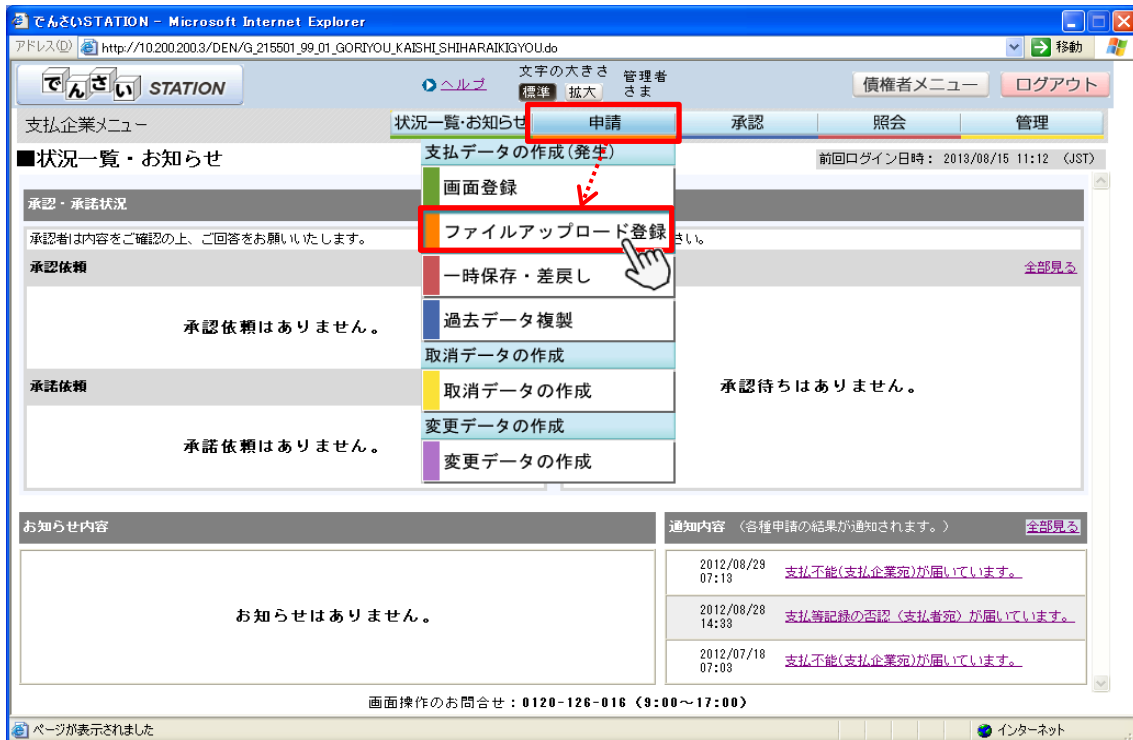 でんさいSTATION - Microsoft Internet Explorer
アドレス(D) http://10.200.200.3/DEN/G_215501_99_01_GORIYOU_KAISHI_SHIHARAIKIGYOU.do 移動
でんさい STATION
ヘルプ 文字の大きさ 標準 拡大 管理者さま 債権者メニュー ログアウト
支払企業メニュー 状況一覧・お知らせ 申請 承認 照会 管理
■状況一覧・お知らせ 前回ログイン日時: 2013/08/15 11:12 (JST)
支払データの作成(発生)
画面登録
ファイルアップロード登録
一時保存・差戻し
過去データ複製
取消データの作成
取消データの作成
変更データの作成
変更データの作成
承認・承諾状況
承認者は内容をご確認の上、ご回答をお願いいたします。 さい。
承認依頼 全部見る
承認依頼はありません。
承諾依頼
承認待ちはありません。
承諾依頼はありません。
お知らせ内容
お知らせはありません。
通知内容 (各種申請の結果が通知されます。) 全部見る
2012/08/29 07:13 支払不能(支払企業宛)が届いています。
2012/08/28 14:33 支払等記録の否認(支払者宛)が届いています。
2012/07/18 07:03 支払不能(支払企業宛)が届いています。
画面操作のお問合せ:0120-126-016 (9:00~17:00)
ページが表示されました インターネット